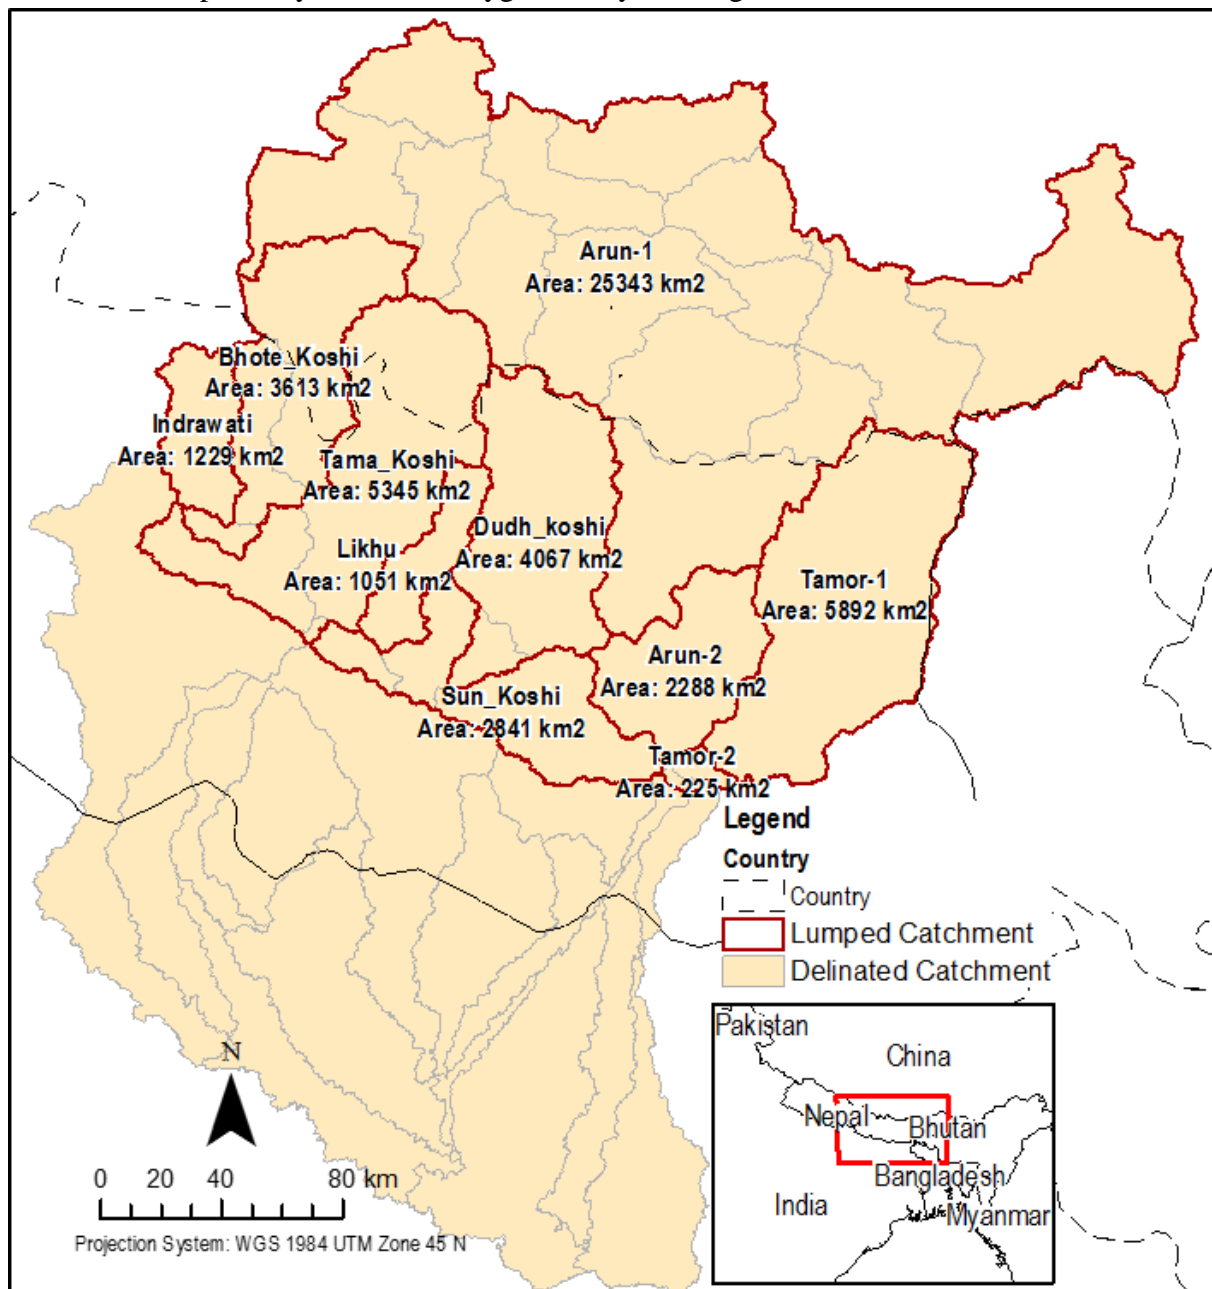 Arun-1
Area: 25343 km2
Bhote_Koshi
Area: 3613 km2
Indrawati
Area: 1229 km2
Tama_Koshi
Area: 5345 km2
Dudh_koshi
Area: 4067 km2
Likhu
Area: 1051 km2
Tamor-1
Area: 5892 km2
Arun-2
Area: 2288 km2
Sun_Koshi
Area: 2841 km2
Tamor-2
Area: 225 km2
Legend
Country
Country
Lumped Catchment
Delinated Catchment
N
0 20 40 80 km
Projection System: WGS 1984 UTM Zone 45 N
Pakistan
China
Nepal
Bhutan
Bangladesh
India
Myanmar